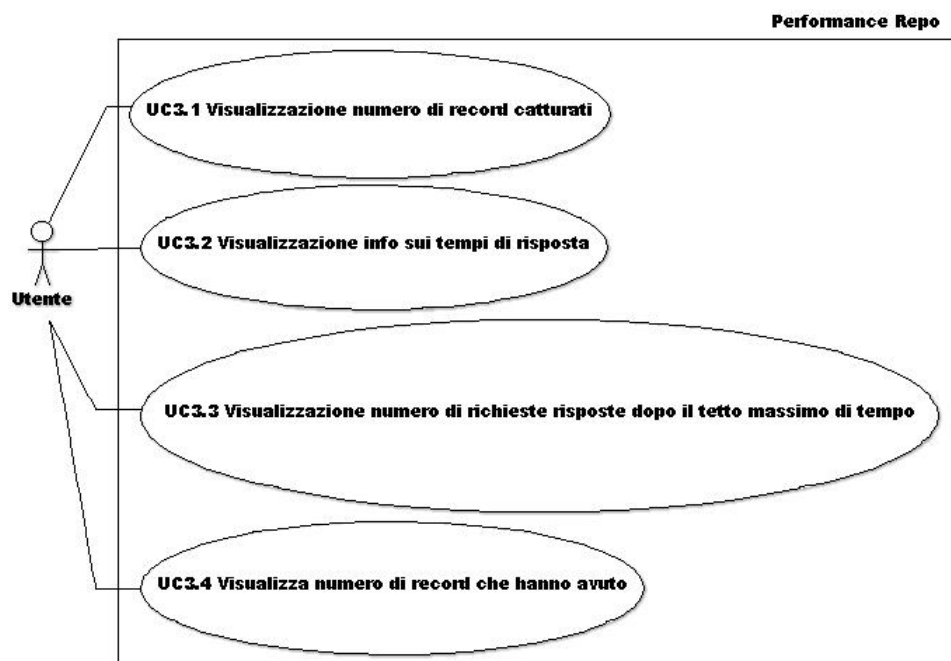 Performance Repo
UC3.1 Visualizzazione numero di record catturati
UC3.2 Visualizzazione info sui tempi di risposta
Utente
UC3.3 Visualizzazione numero di richieste risposte dopo il tetto massimo di tempo
UC3.4 Visualizza numero di record che hanno avuto